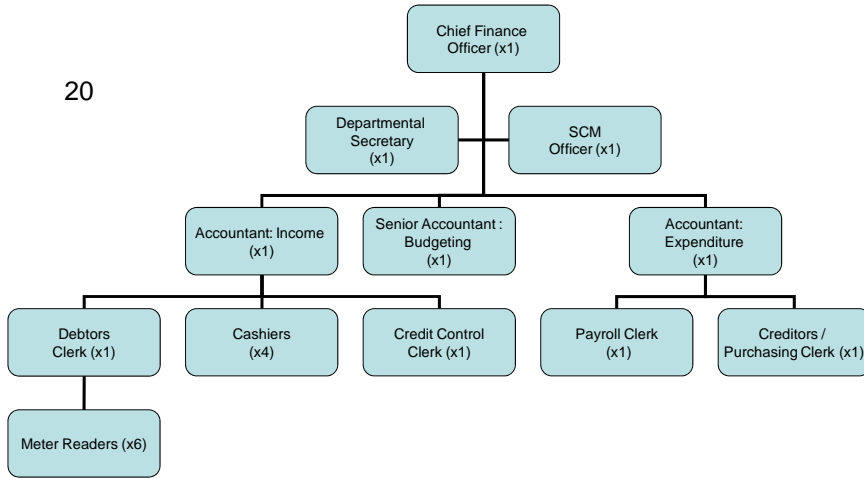 Chief Finance
Officer (x1)
20
Departmental
Secretary
(x1)
SCM
Officer (x1)
Accountant: Income
(x1)
Senior Accountant :
Budgeting
(x1)
Accountant:
Expenditure
(x1)
Debtors
Clerk (x1)
Cashiers
(x4)
Credit Control
Clerk (x1)
Payroll Clerk
(x1)
Creditors /
Purchasing Clerk (x1)
Meter Readers (x6)